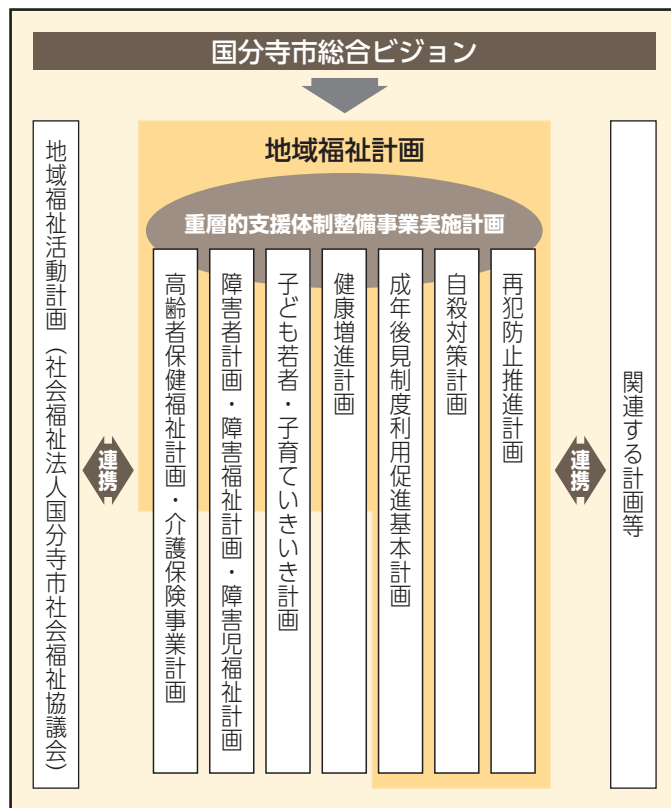 国分寺市総合ビジョン
地域福祉計画
重層的支援体制整備事業実施計画
地域福祉活動計画（社会福祉法人国分寺市社会福祉協議会）
連携
高齢者保健福祉計画・介護保険事業計画
障害者計画・障害福祉計画・障害児福祉計画
子ども若者・子育ていきいき計画
健康増進計画
成年後見制度利用促進基本計画
自殺対策計画
再犯防止推進計画
連携
関連する計画等